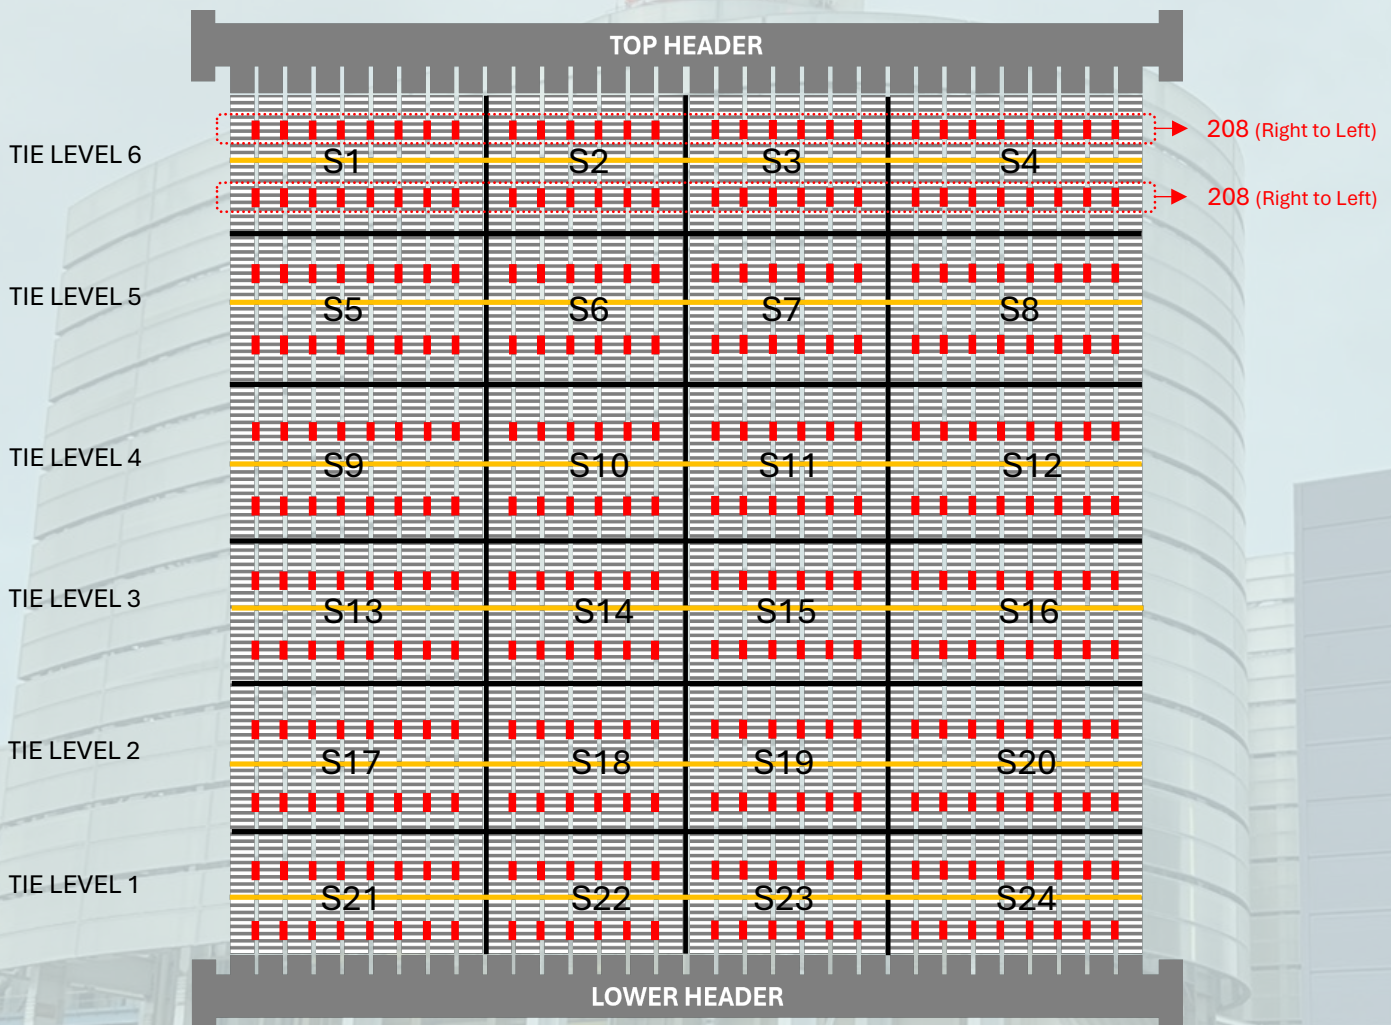 TOP HEADER
208 (Right to Left)
TIE LEVEL 6
S1 S2 S3 S4
208 (Right to Left)
TIE LEVEL 5
S5 S6 S7 S8
TIE LEVEL 4
S9 S10 S11 S12
TIE LEVEL 3
S13 S14 S15 S16
TIE LEVEL 2
S17 S18 S19 S20
TIE LEVEL 1
S21 S22 S23 S24
LOWER HEADER